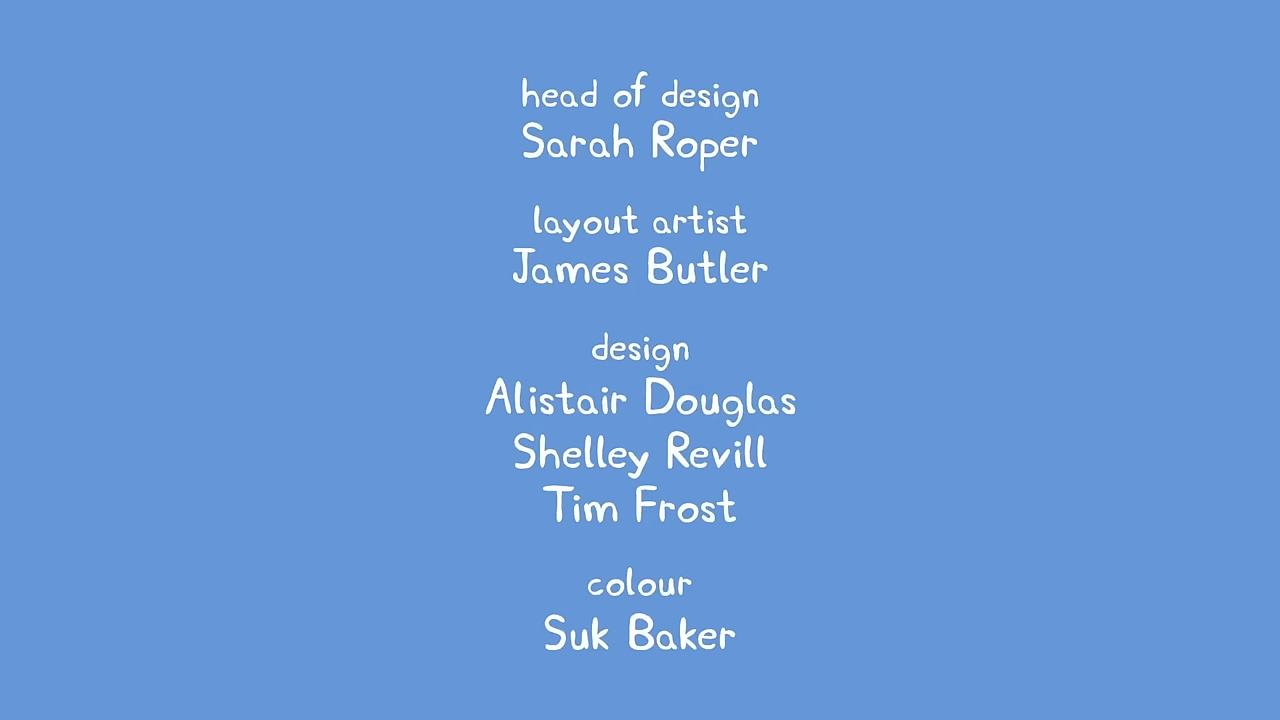 head of design
Sarah Roper
layout artist
James Butler
design
Alistair Douglas
Shelley Revill
Tim Frost
colour
Suk Baker